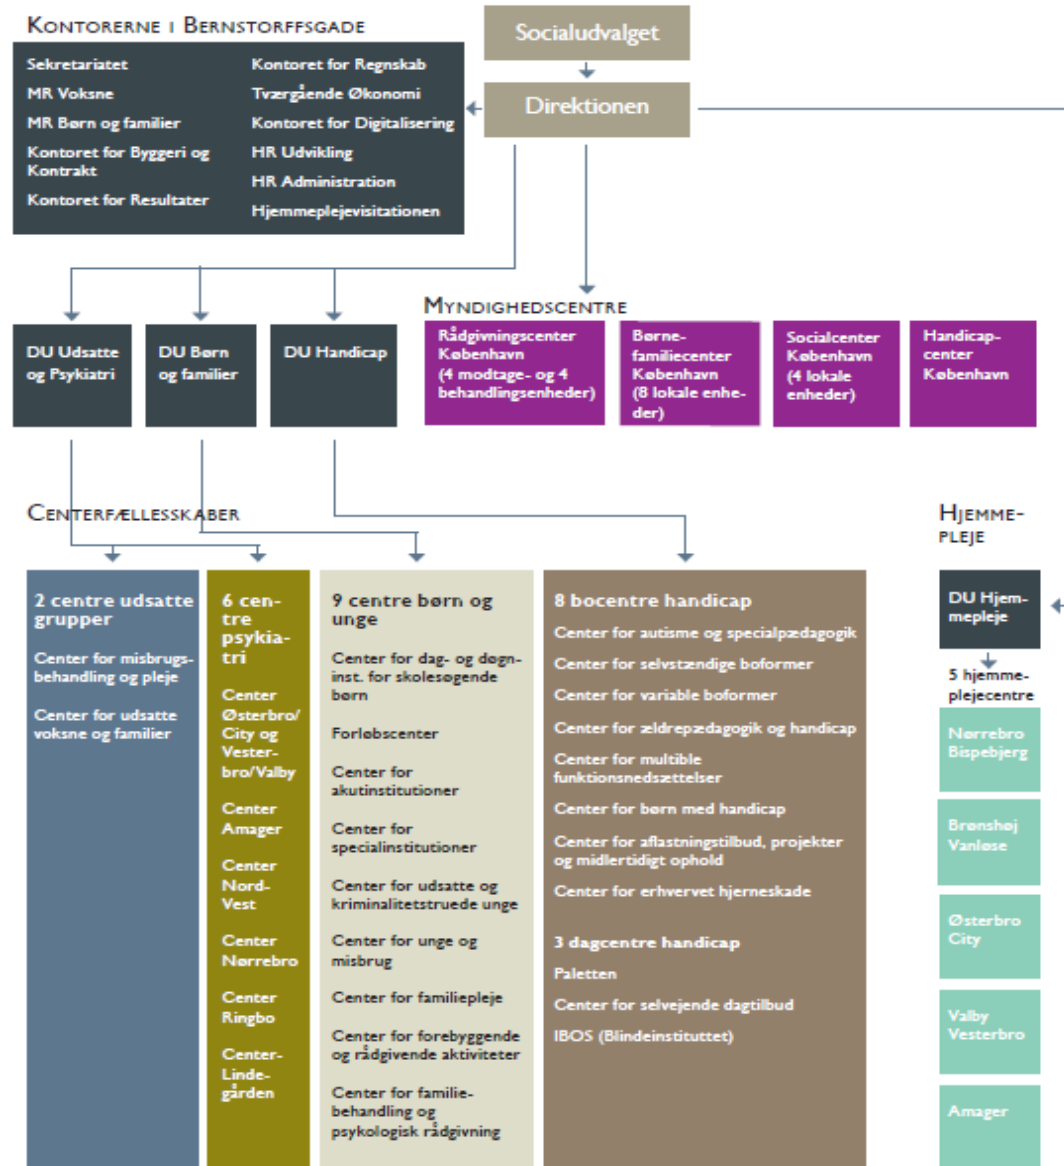 KONTORERNE I BERNSTORFFSGADE
Sekretariatet
MR Voksne
MR Børn og familier
Kontoret for Byggeri og
Kontrakt
Kontoret for Resultater
Kontoret for Regnskab
Tværgående Økonomi
Kontoret for Digitalisering
HR Udvikling
HR Administration
Hjemmeplejevisitationen
Socialudvalget
Direktionen
DU Udsatte
og Psykiatri
DU Børn
og familier
DU Handicap
MYNDIGHEDSCENTRE
Rådgivningscenter
København
(4 modtage- og 4
behandlingsenheder)
Børne-
familiecenter
København
(8 lokale enhe-
der)
Socialcenter
København
(4 lokale
enheder)
Handicap-
center
København
CENTERFÆLLESSKABER
2 centre udsatte
grupper
Center for misbrugs-
behandling og pleje
Center for udsatte
voksne og familier
6 cen-
tre
psykia-
tri
Center
Østerbro/
City og
Vester-
bro/Valby
Center
Amager
Center
Nord-
Vest
Center
Nørrebro
Center
Ringbo
Center-
Linde-
gården
9 centre børn og
unge
Center for dag- og døgn-
inst. for skolesøgende
børn
Forløbscenter
Center for
akutinstitutioner
Center for
specialinstitutioner
Center for udsatte og
kriminalitetstruede unge
Center for unge og
misbrug
Center for familiepleje
Center for forebyggende
og rådgivende aktiviteter
Center for familie-
behandling og
psykologisk rådgivning
8 bocentre handicap
Center for autisme og specialpædagogik
Center for selvstændige boformer
Center for variable boformer
Center for ældrepædagogik og handicap
Center for multible
funktionsnedsættelser
Center for børn med handicap
Center for aflastningstilbud, projekter
og midlertidigt ophold
Center for erhvervet hjerneskade
3 dagcentre handicap
Paletten
Center for selvejende dagtilbud
IBOS (Blindeinstituttet)
HJEMME-
PLEJE
DU Hjem-
mepleje
5 hjemme-
plejecentre
Nørrebro
Bispebjerg
Brønshøj
Vanløse
Østerbro
City
Valby
Vesterbro
Amager